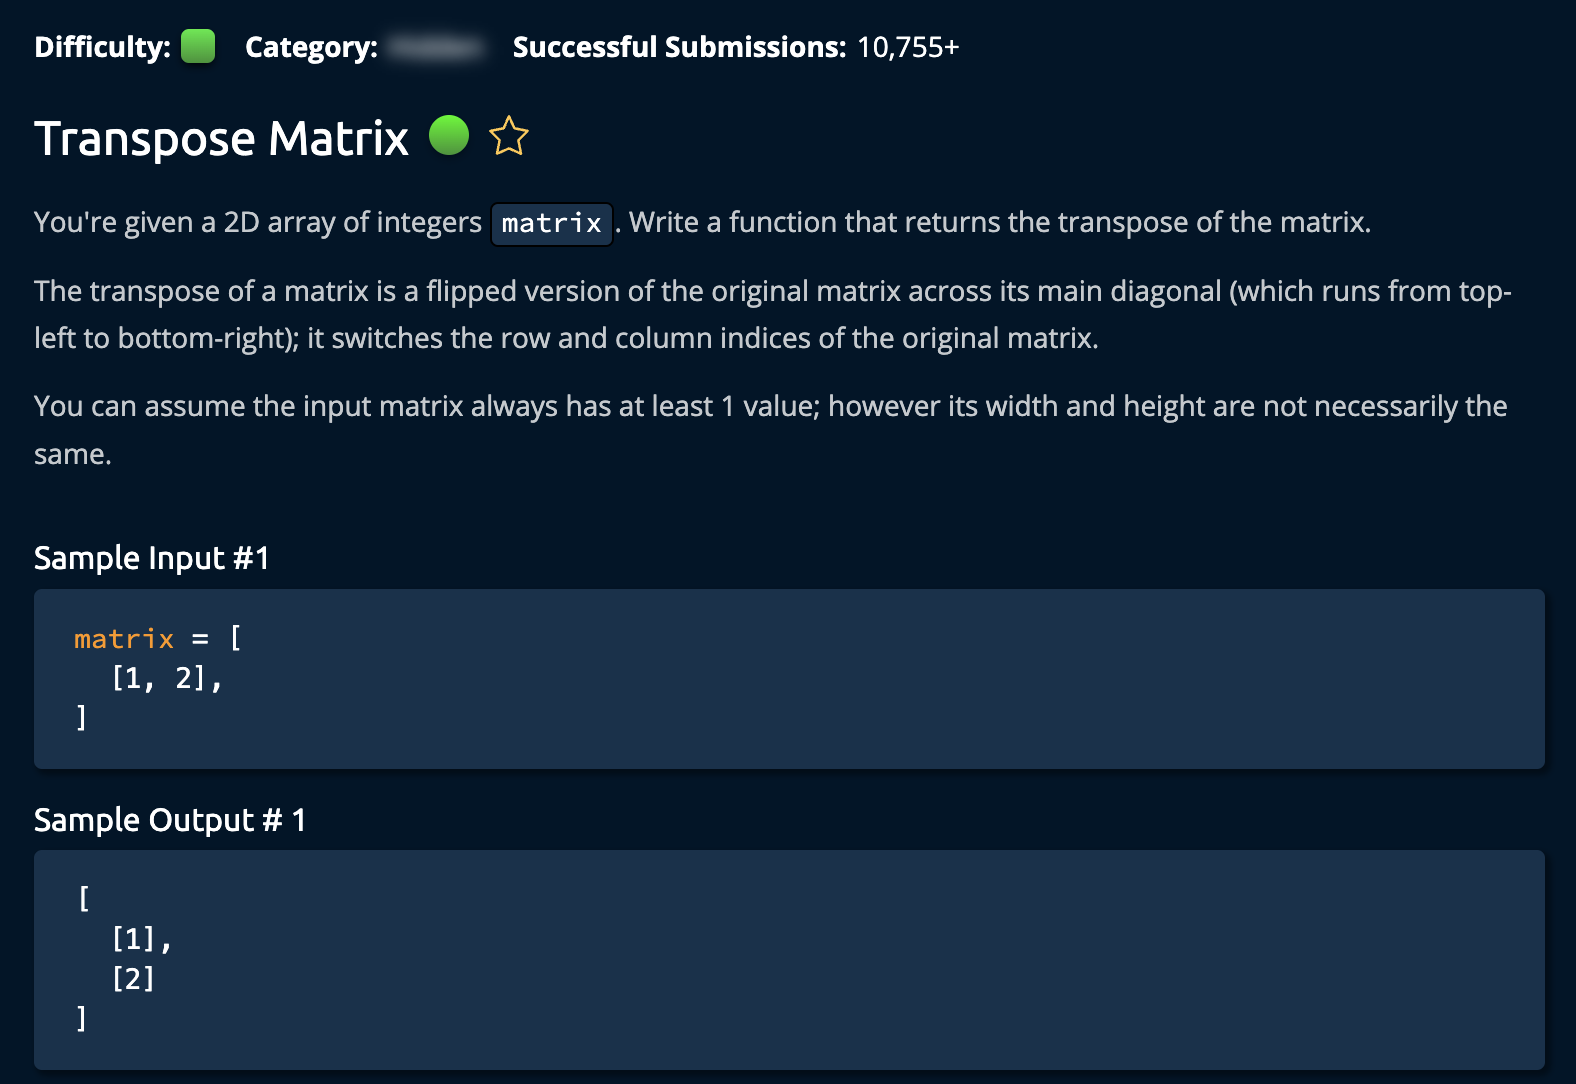 Difficulty: Category: Successful Submissions: 10,755+
Transpose Matrix
You're given a 2D array of integers matrix. Write a function that returns the transpose of the matrix.
The transpose of a matrix is a flipped version of the original matrix across its main diagonal (which runs from top-
left to bottom-right); it switches the row and column indices of the original matrix.
You can assume the input matrix always has at least 1 value; however its width and height are not necessarily the
same.
Sample Input #1
matrix = [
  [1, 2],
]
Sample Output # 1
[
  [1],
  [2]
]